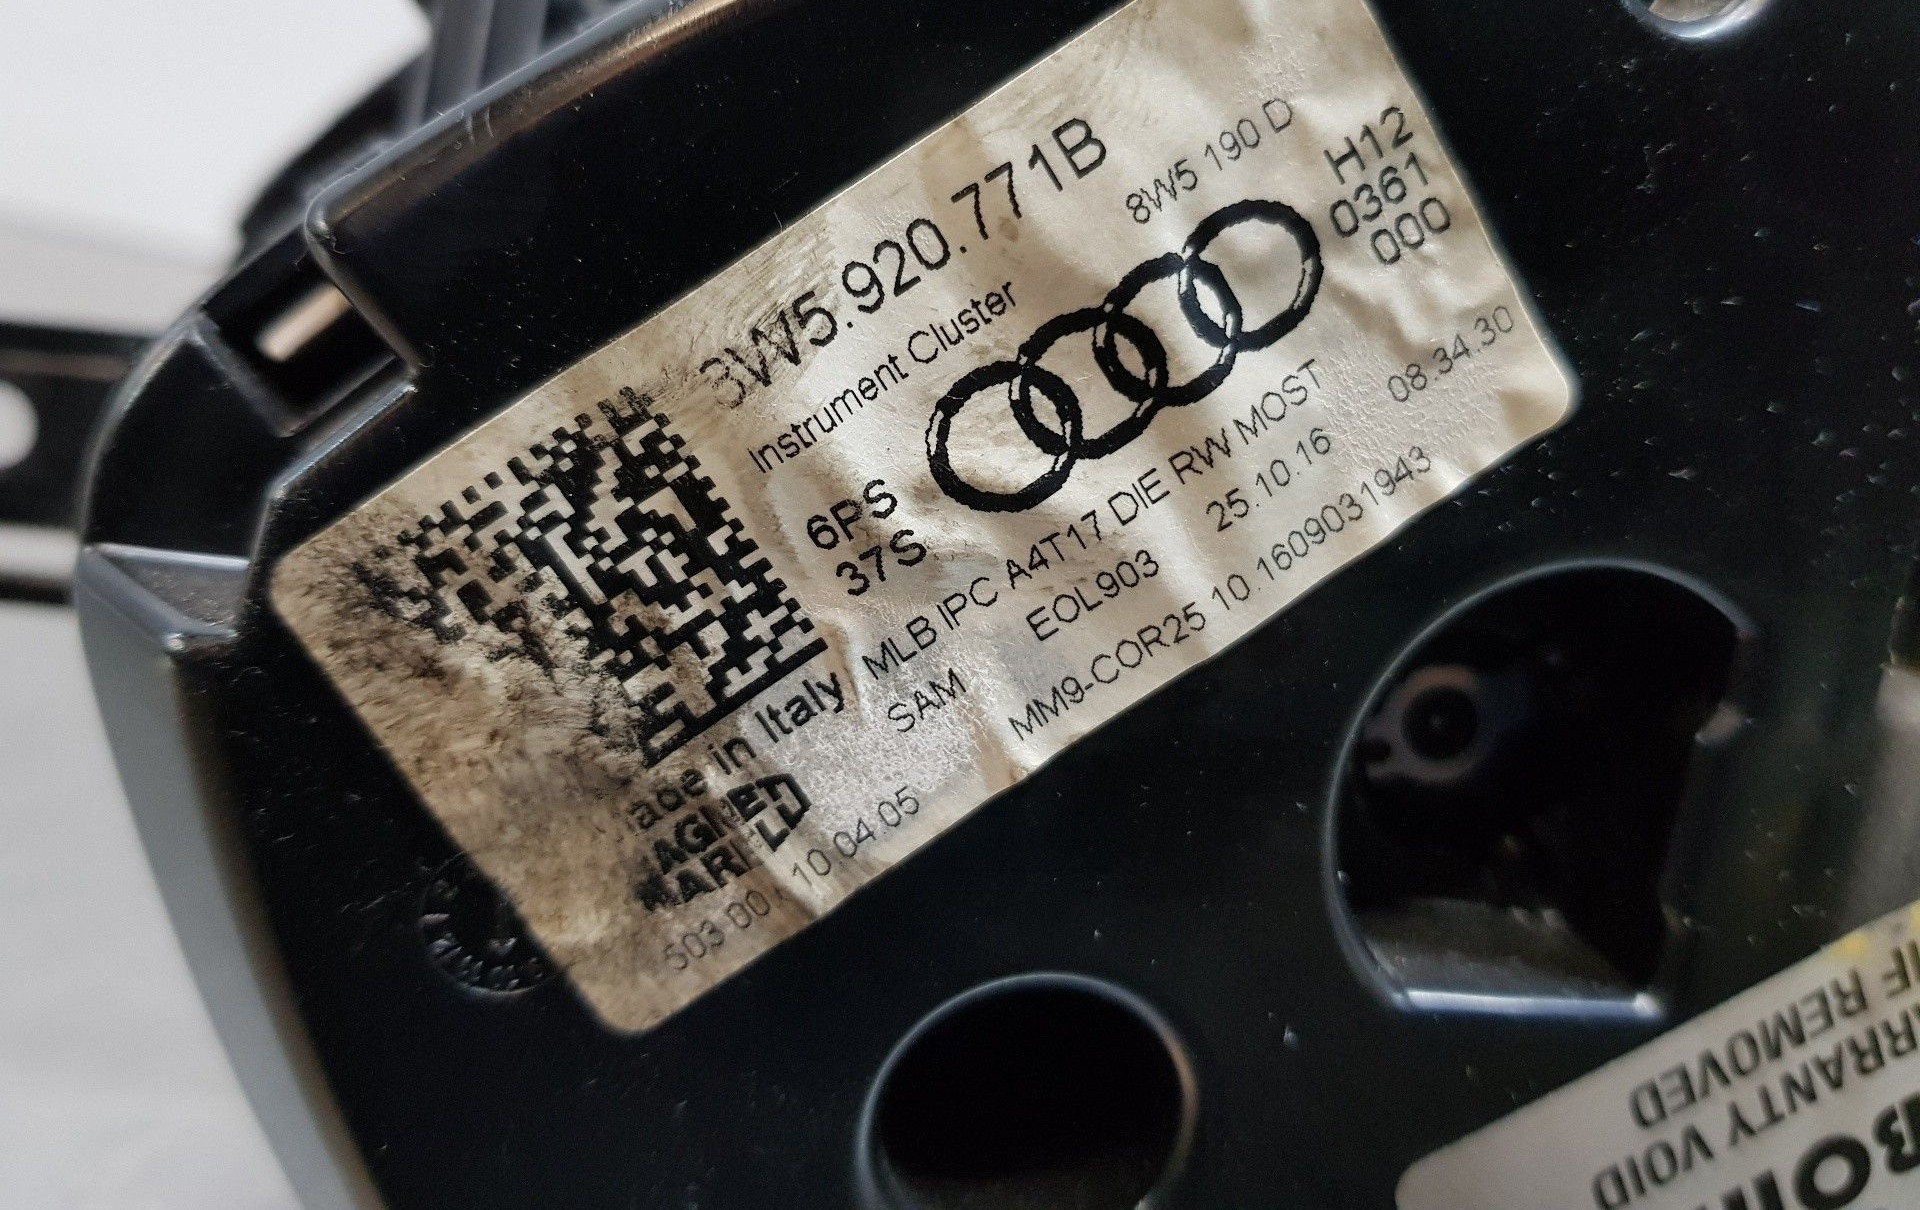 8W5.920.771B
Instrument Cluster
8W5 190 D
H12
0361
000
6PS
37S
MLB IPC A4T17 DIE RW MOST
08.34.30
SAM EOL903 25.10.16
MM9-COR25 10.1609031943
Made in Italy
MAGNETI
MARELLI
503 00 10.04.05
VOID
IF REMOVED